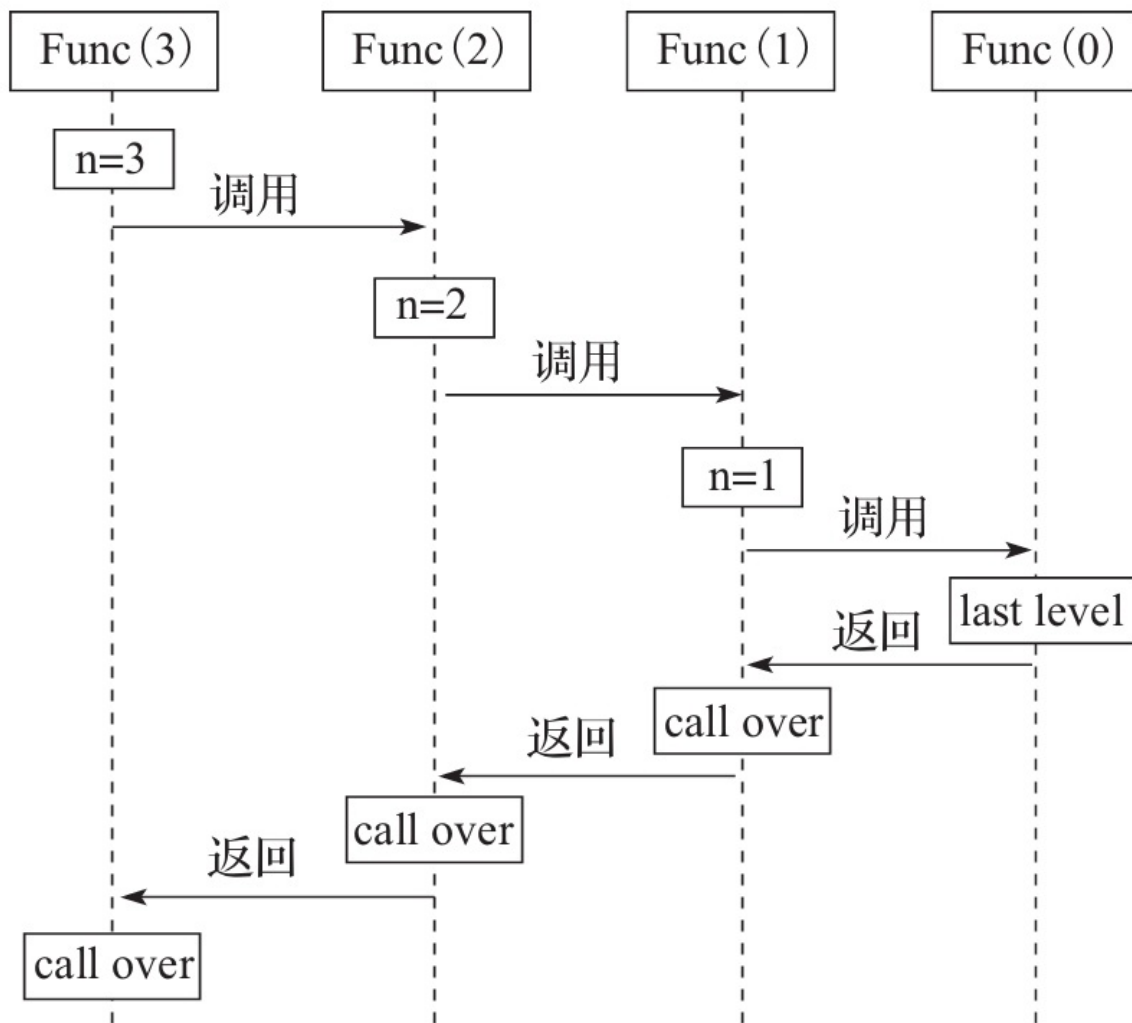 Func(3)
Func(2)
Func(1)
Func(0)
n=3
调用
n=2
调用
n=1
调用
last level
返回
call over
返回
call over
返回
call over